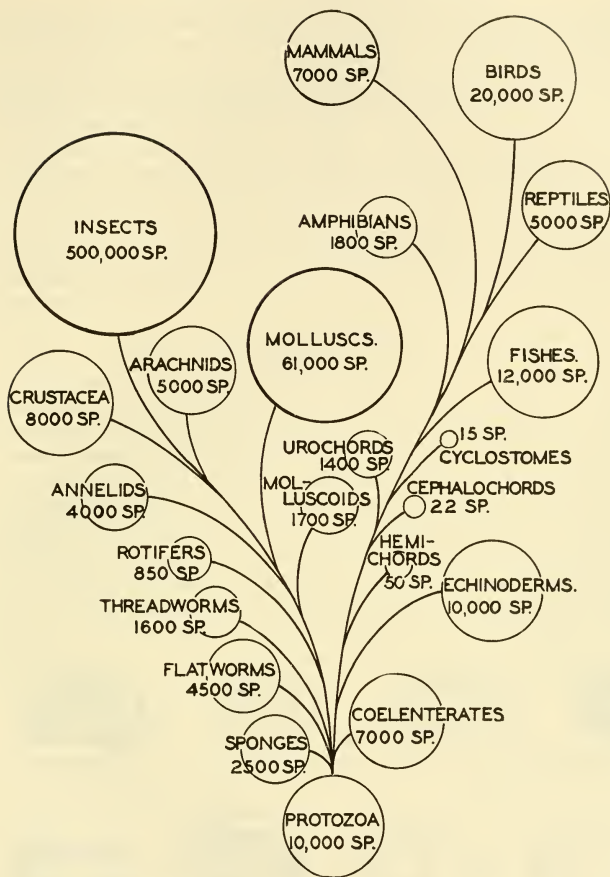 MAMMALS
7000 SP.
BIRDS
20,000 SP.
REPTILES
5000 SP.
AMPHIBIANS
1800 SP.
INSECTS
500,000 SP.
MOLLUSCS.
61,000 SP.
FISHES.
12,000 SP.
ARACHNIDS
5000 SP.
CRUSTACEA
8000 SP.
15 SP.
CYCLOSTOMES
UROCHORDS
1400 SP.
CEPHALOCHORDS
22 SP.
MOL-
LUSCOIDS
1700 SP.
ANNELIDS
4000 SP.
HEMI-
CHORDS
50 SP.
ROTIFERS
850 SP.
ECHINODERMS.
10,000 SP.
THREADWORMS
1600 SP.
FLATWORMS
4500 SP.
COELENTERATES
7000 SP.
SPONGES
2500 SP.
PROTOZOA
10,000 SP.